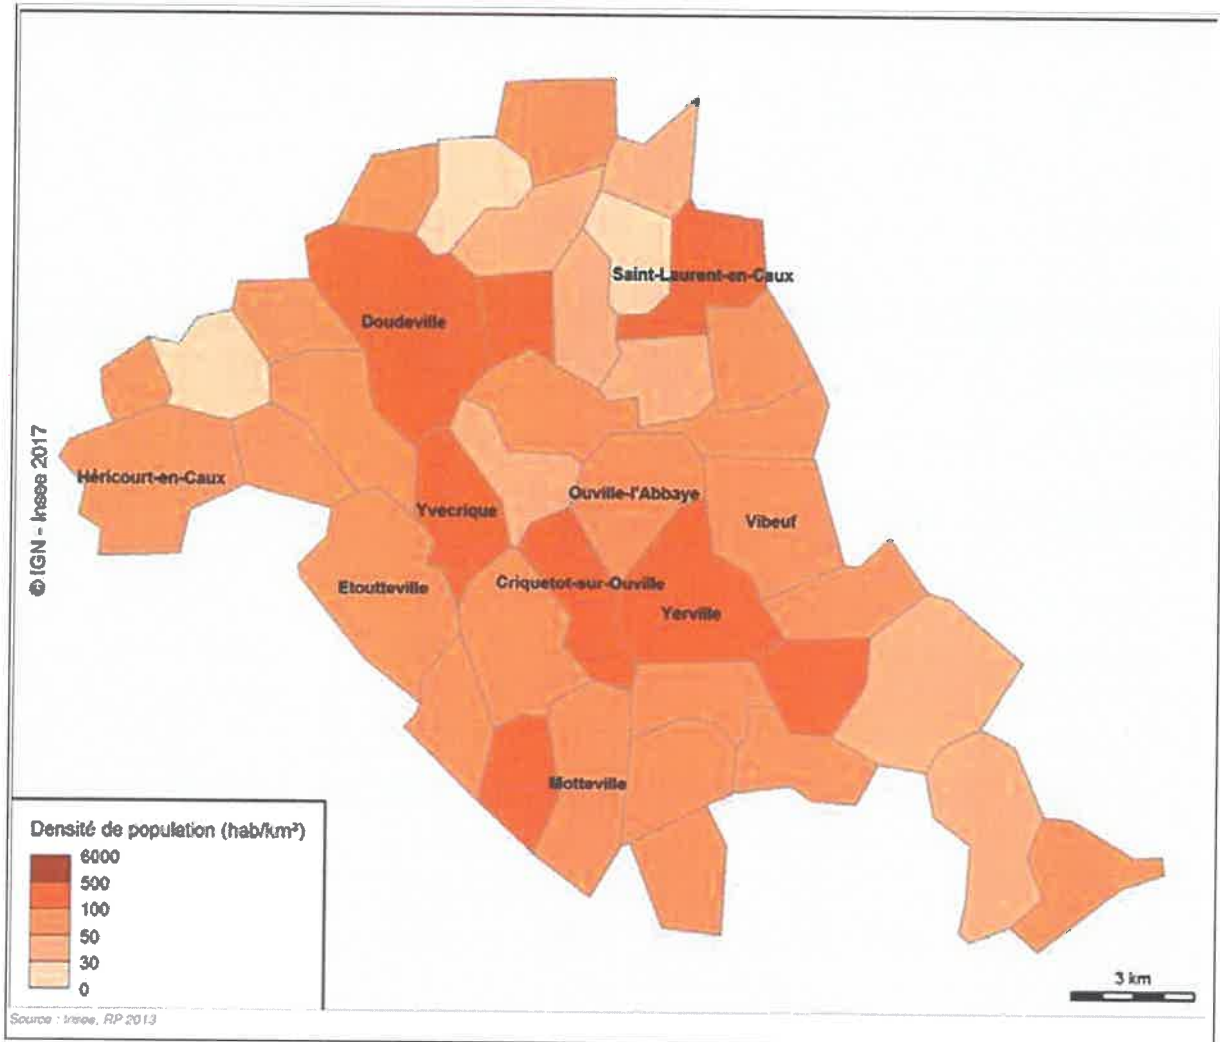 Saint-Laurent-en-Caux
Doudeville
Héricourt-en-Caux
Yvecrique
Ouville-l'Abbaye
Vibeuf
Etoutteville
Criquetot-sur-Ouville
Yerville
Motteville
© IGN - Insee 2017
Densité de population (hab/km²)
6000
500
100
50
30
0
3 km
Source : Insee, RP 2013